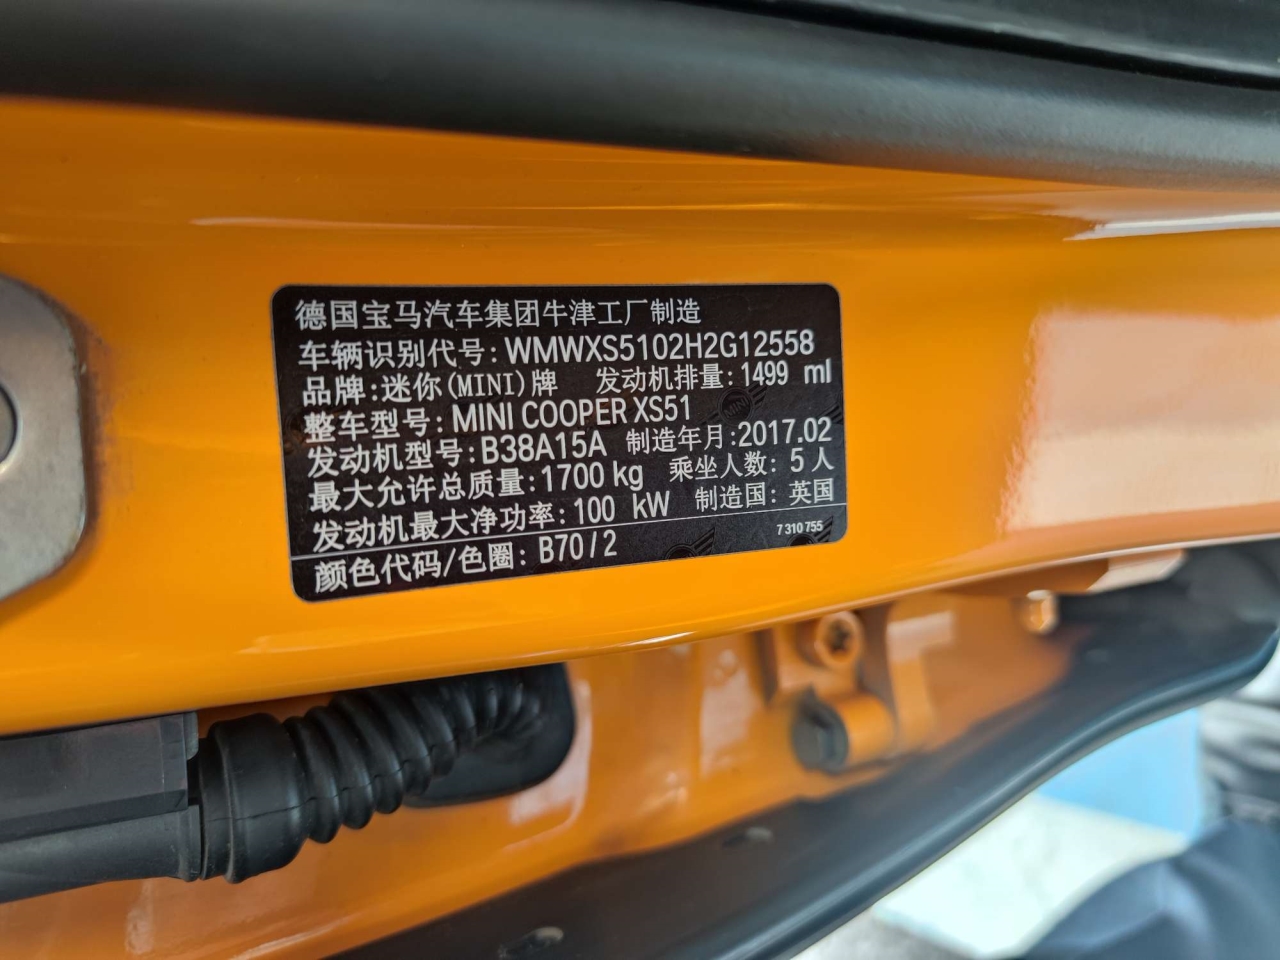 德国宝马汽车集团牛津工厂制造
车辆识别代号: WMWXS5102H2G12558
品牌: 迷你(MINI)牌 发动机排量: 1499 ml
整车型号: MINI COOPER XS51
发动机型号: B38A15A 制造年月: 2017.02
最大允许总质量: 1700 kg 乘坐人数: 5人
发动机最大净功率: 100 kW 制造国: 英国
颜色代码/色圈: B70/2 7 310 755